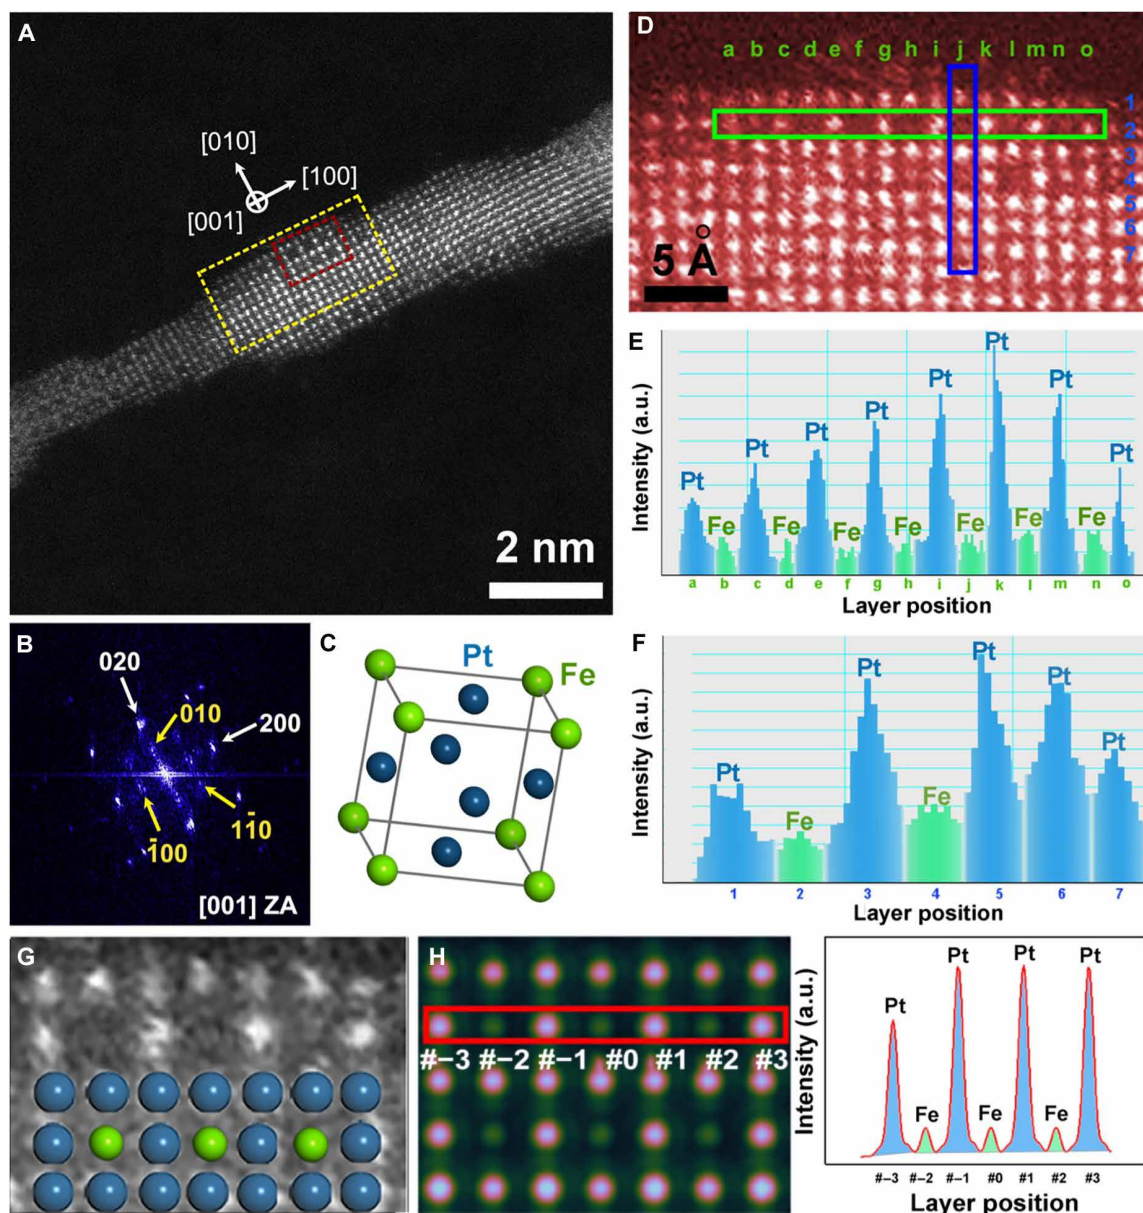 A
[010]
[100]
[001]
2 nm
D
a b c d e f g h i j k l m n o
1
2
3
4
5
6
7
5 Å
E
Intensity (a.u.)
Pt Fe Pt Fe Pt Fe Pt Fe Pt Fe Pt Fe Pt Fe Pt
a b c d e f g h i j k l m n o
Layer position
B
020
010
200
1̄10
1̄00
[001] ZA
C
Pt
Fe
F
Intensity (a.u.)
Pt Fe Pt Fe Pt Pt Pt
1 2 3 4 5 6 7
Layer position
G
H
#−3 #−2 #−1 #0 #1 #2 #3
Intensity (a.u.)
Pt Fe Pt Fe Pt Fe Pt
#−3 #−2 #−1 #0 #1 #2 #3
Layer position